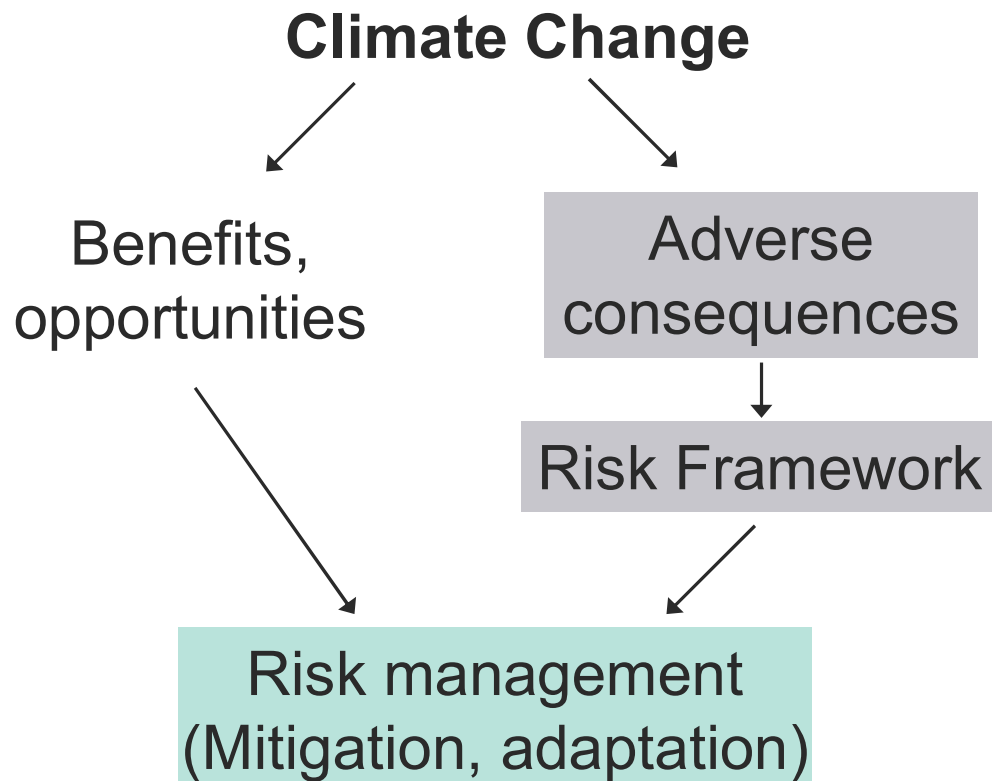 Climate Change
Benefits,
opportunities
Adverse
consequences
Risk Framework
Risk management
(Mitigation, adaptation)